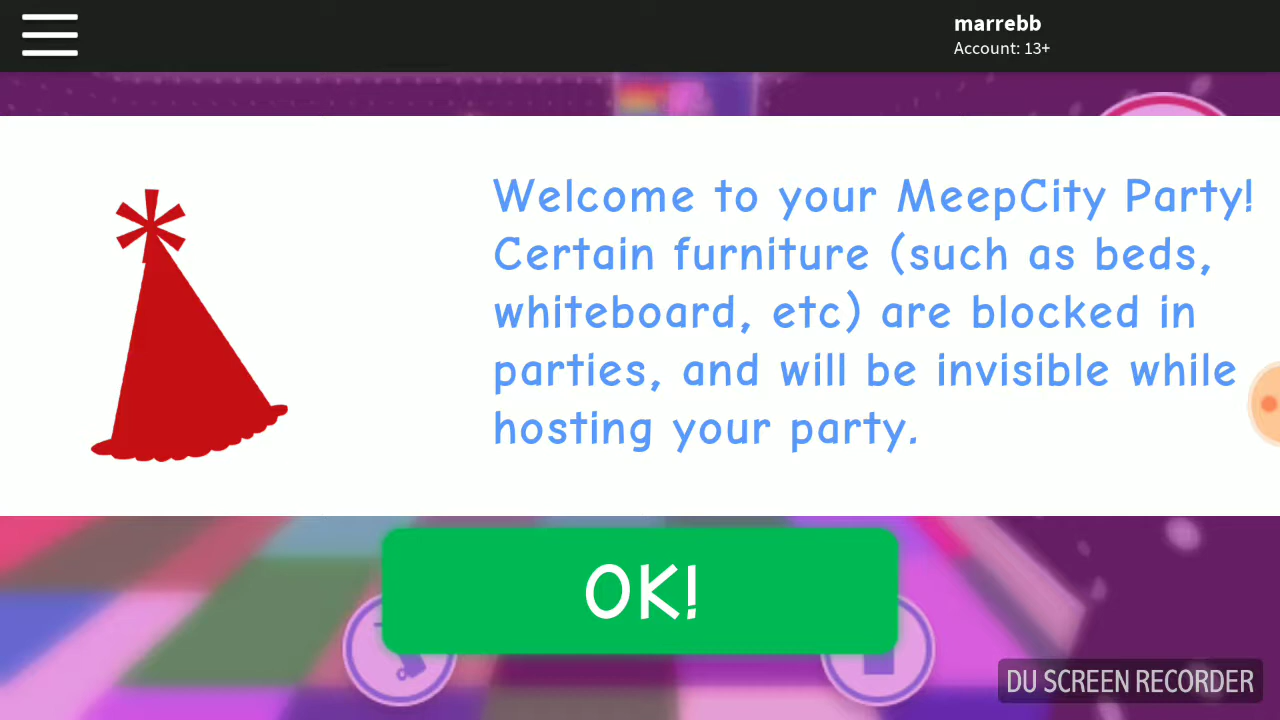 marrebb
Account: 13+
Welcome to your MeepCity Party!
Certain furniture (such as beds,
whiteboard, etc) are blocked in
parties, and will be invisible while
hosting your party.
OK!
DU SCREEN RECORDER